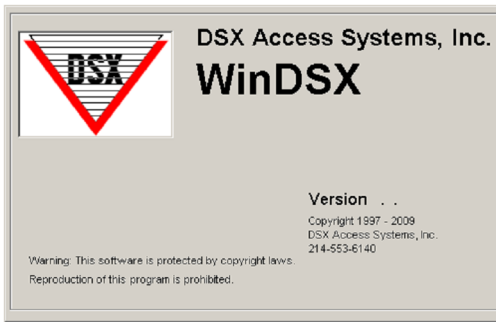 DSX Access Systems, Inc.
DSX
WinDSX
Version . .
Copyright 1997 - 2009
DSX Access Systems, Inc.
214-553-6140
Warning: This software is protected by copyright laws.
Reproduction of this program is prohibited.